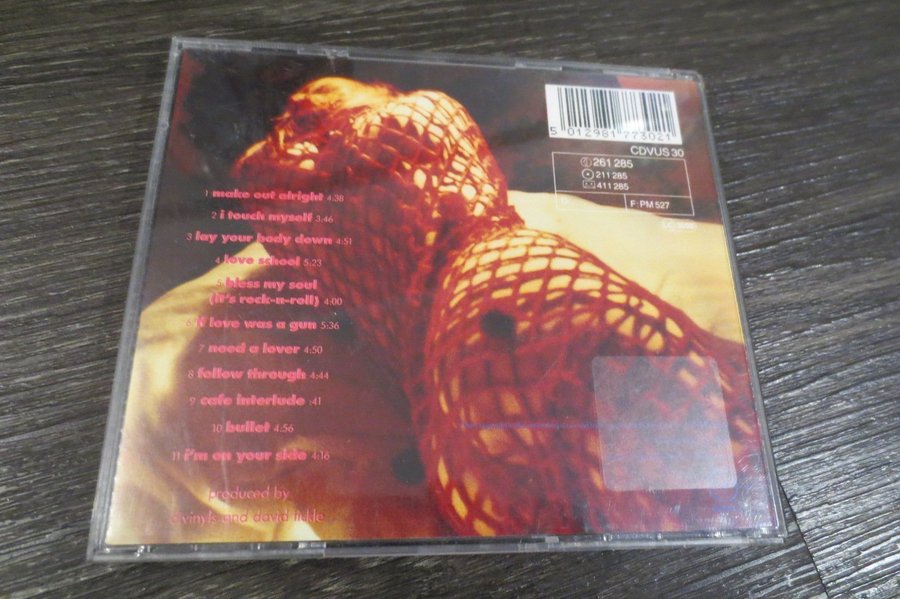 5 012981 773021
CDVUS 30
261 285
211 285
411 285
F: PM 527
1 make out alright 4:38
2 i touch myself 3:46
3 lay your body down 4:51
4 love school 5:23
5 bless my soul
(it's rock-n-roll) 4:00
6 if love was a gun 5:36
7 need a lover 4:50
8 follow through 4:44
9 cafe interlude :41
10 bullet 4:56
11 i'm on your side 4:16
produced by
divinyls and david tickle